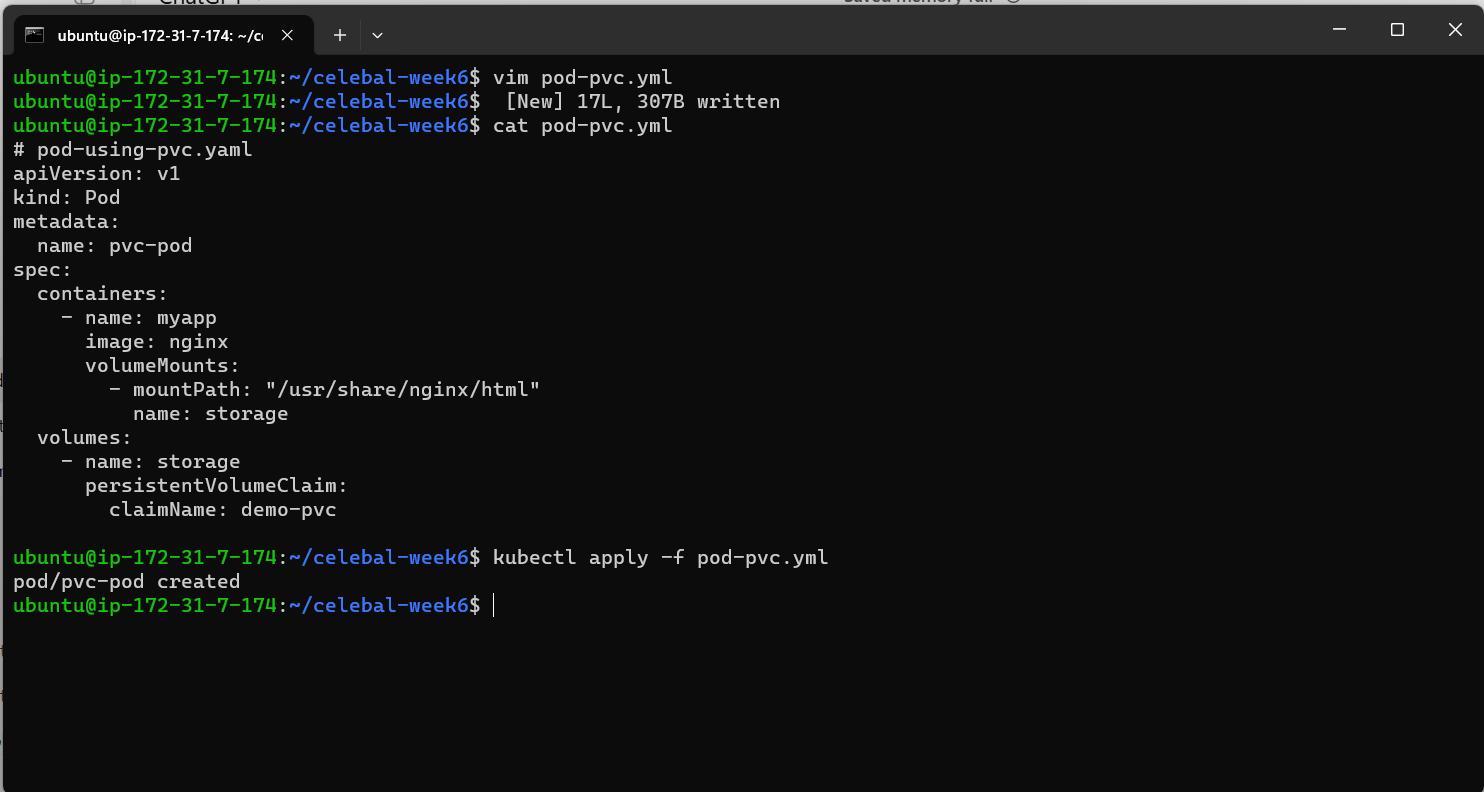 ChatGPT
Saved memory full
ubuntu@ip-172-31-7-174: ~/c
ubuntu@ip-172-31-7-174:~/celebal-week6$ vim pod-pvc.yml
ubuntu@ip-172-31-7-174:~/celebal-week6$  [New] 17L, 307B written
ubuntu@ip-172-31-7-174:~/celebal-week6$ cat pod-pvc.yml
# pod-using-pvc.yaml
apiVersion: v1
kind: Pod
metadata:
  name: pvc-pod
spec:
  containers:
    - name: myapp
      image: nginx
      volumeMounts:
        - mountPath: "/usr/share/nginx/html"
          name: storage
  volumes:
    - name: storage
      persistentVolumeClaim:
        claimName: demo-pvc
ubuntu@ip-172-31-7-174:~/celebal-week6$ kubectl apply -f pod-pvc.yml
pod/pvc-pod created
ubuntu@ip-172-31-7-174:~/celebal-week6$